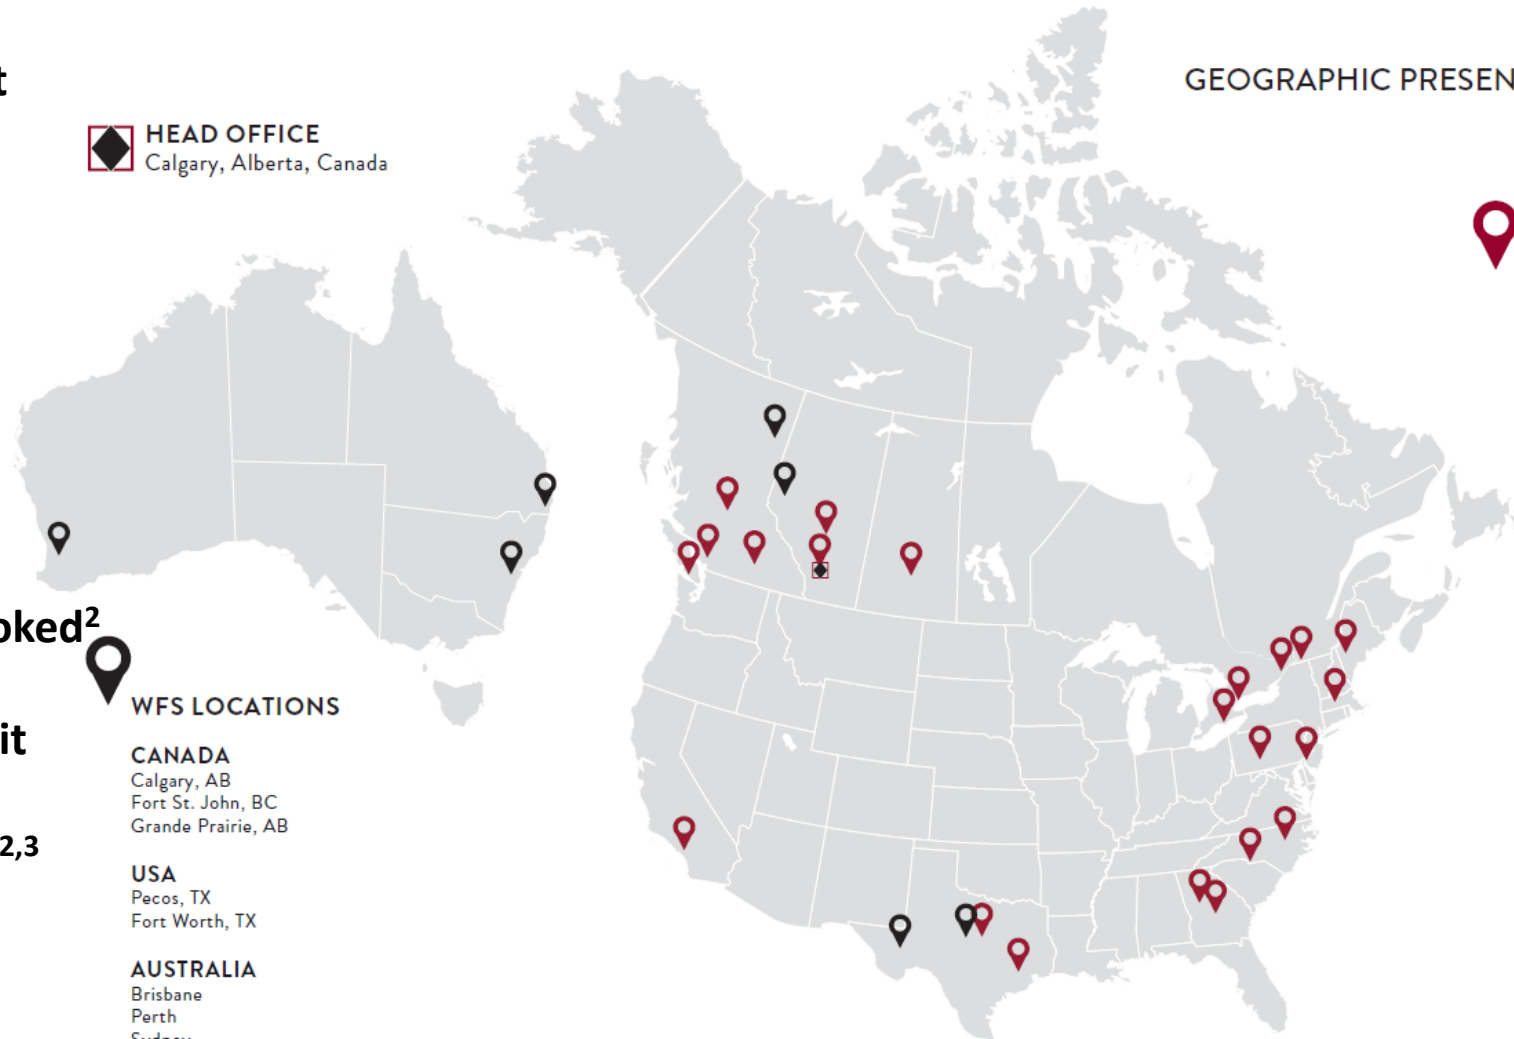 t
GEOGRAPHIC PRESEN
HEAD OFFICE
Calgary, Alberta, Canada
oked2
WFS LOCATIONS
it
CANADA
Calgary, AB
Fort St. John, BC
Grande Prairie, AB
2,3
USA
Pecos, TX
Fort Worth, TX
AUSTRALIA
Brisbane
Perth
Sydney